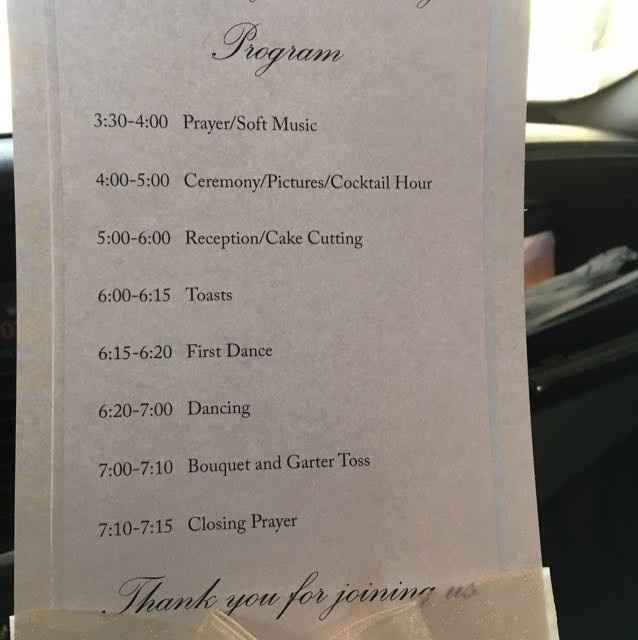 Program
3:30-4:00 Prayer/Soft Music
4:00-5:00 Ceremony/Pictures/Cocktail Hour
5:00-6:00 Reception/Cake Cutting
6:00-6:15 Toasts
6:15-6:20 First Dance
6:20-7:00 Dancing
7:00-7:10 Bouquet and Garter Toss
7:10-7:15 Closing Prayer
Thank you for joining us